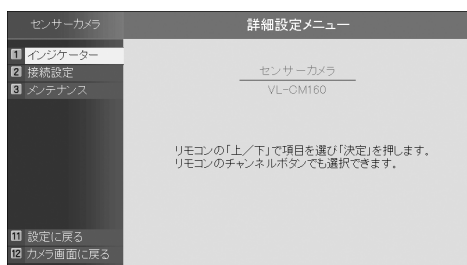 センサーカメラ
詳細設定メニュー
1 インジケーター
2 接続設定
3 メンテナンス
センサーカメラ
VL-CM160
リモコンの「上／下」で項目を選び「決定」を押します。
リモコンのチャンネルボタンでも選択できます。
11 設定に戻る
12 カメラ画面に戻る